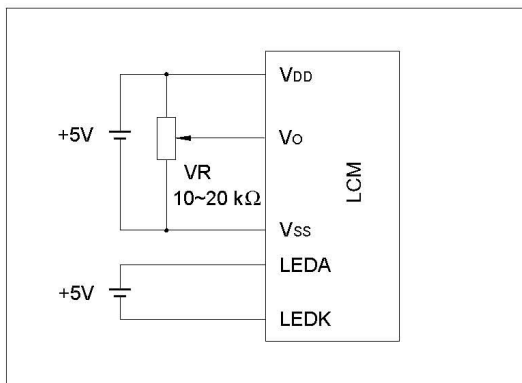 VDD
+5V
VO
VR
10~20 kΩ
LCM
VSS
LEDA
+5V
LEDK